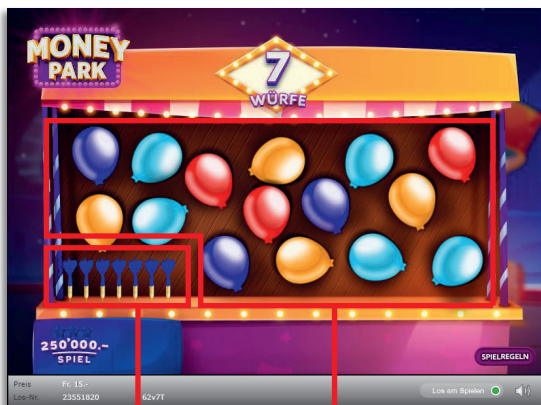 MONEY
PARK
7
WÜRFE
250'000.-
SPIEL
SPIELREGELN
Preis Fr. 15.-
Los am Spielen
Los-Nr. 23551820 62v7T